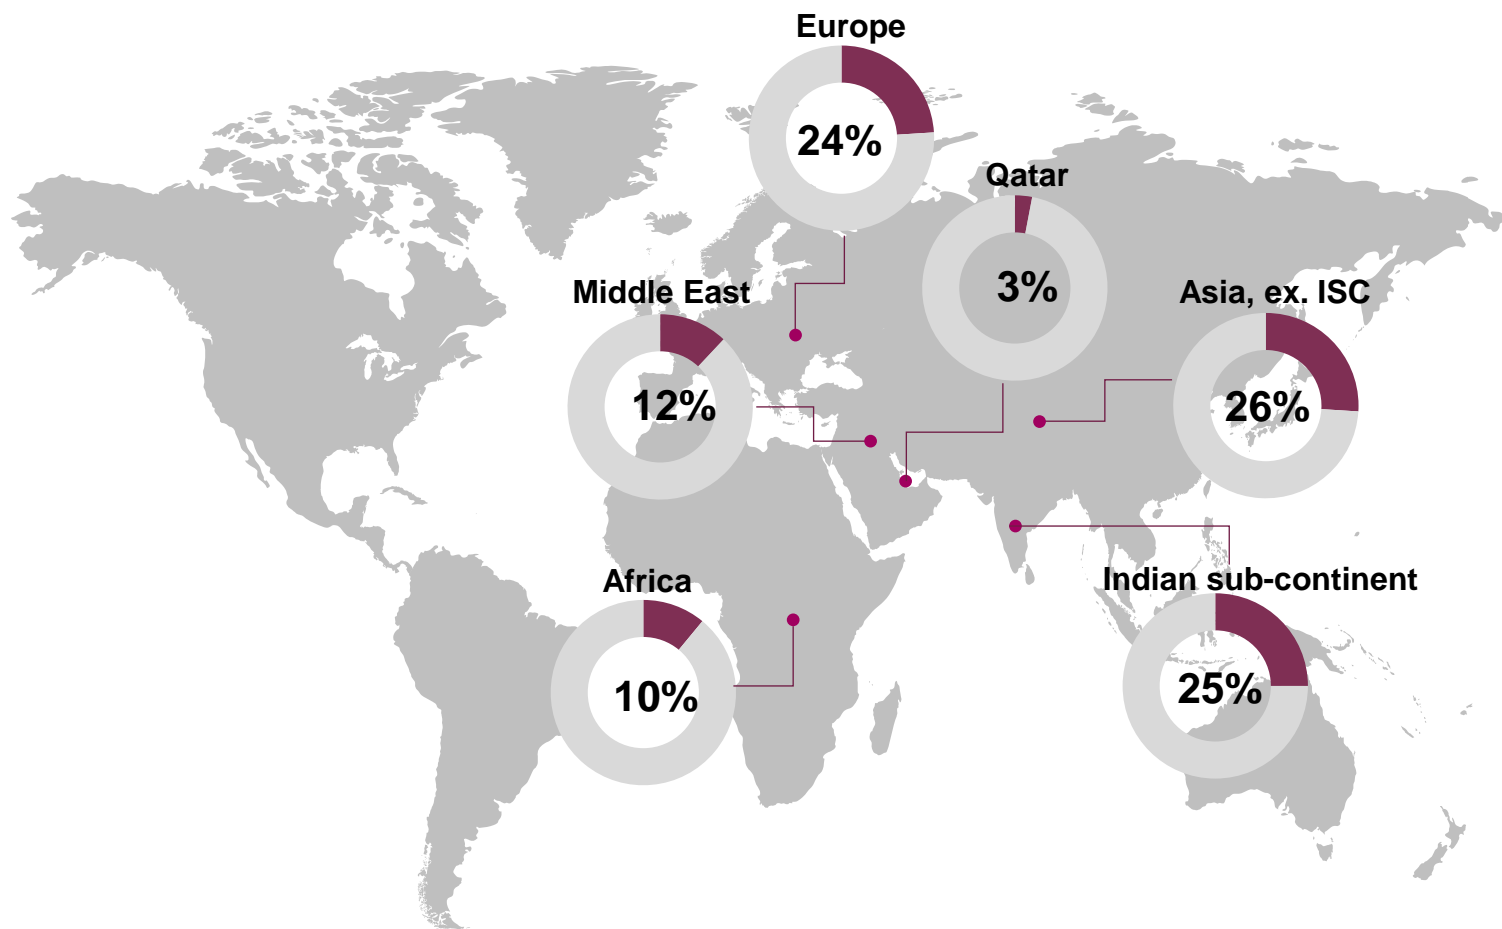 Europe
24%
Qatar
3%
Middle East
12%
Asia, ex. ISC
26%
Africa
10%
Indian sub-continent
25%